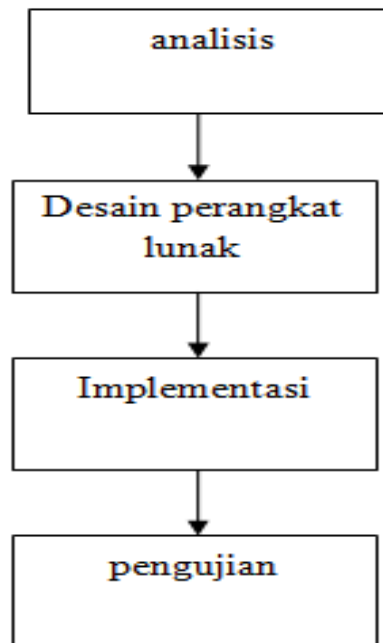 analisis
Desain perangkat
lunak
Implementasi
pengujian